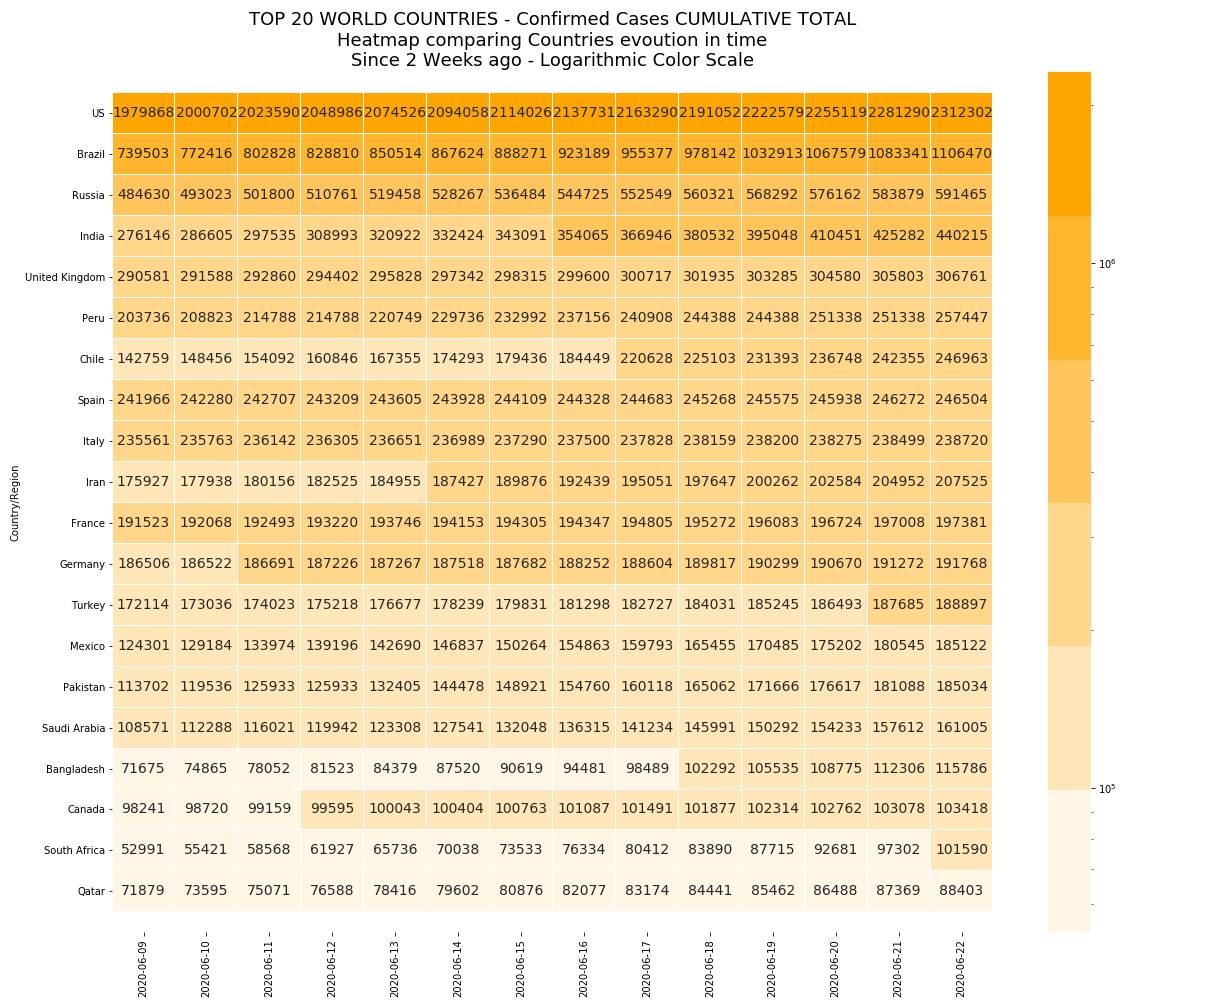 TOP 20 WORLD COUNTRIES - Confirmed Cases CUMULATIVE TOTAL
Heatmap comparing Countries evoution in time
Since 2 Weeks ago - Logarithmic Color Scale
US 1979868 2000702 2023590 2048986 2074526 2094058 2114026 2137731 2163290 2191052 2222579 2255119 2281290 2312302
Brazil 739503 772416 802828 828810 850514 867624 888271 923189 955377 978142 1032913 1067579 1083341 1106470
Russia 484630 493023 501800 510761 519458 528267 536484 544725 552549 560321 568292 576162 583879 591465
India 276146 286605 297535 308993 320922 332424 343091 354065 366946 380532 395048 410451 425282 440215
United Kingdom 290581 291588 292860 294402 295828 297342 298315 299600 300717 301935 303285 304580 305803 306761
Peru 203736 208823 214788 214788 220749 229736 232992 237156 240908 244388 244388 251338 251338 257447
Chile 142759 148456 154092 160846 167355 174293 179436 184449 220628 225103 231393 236748 242355 246963
Spain 241966 242280 242707 243209 243605 243928 244109 244328 244683 245268 245575 245938 246272 246504
Italy 235561 235763 236142 236305 236651 236989 237290 237500 237828 238159 238200 238275 238499 238720
Iran 175927 177938 180156 182525 184955 187427 189876 192439 195051 197647 200262 202584 204952 207525
France 191523 192068 192493 193220 193746 194153 194305 194347 194805 195272 196083 196724 197008 197381
Germany 186506 186522 186691 187226 187267 187518 187682 188252 188604 189817 190299 190670 191272 191768
Turkey 172114 173036 174023 175218 176677 178239 179831 181298 182727 184031 185245 186493 187685 188897
Mexico 124301 129184 133974 139196 142690 146837 150264 154863 159793 165455 170485 175202 180545 185122
Pakistan 113702 119536 125933 125933 132405 144478 148921 154760 160118 165062 171666 176617 181088 185034
Saudi Arabia 108571 112288 116021 119942 123308 127541 132048 136315 141234 145991 150292 154233 157612 161005
Bangladesh 71675 74865 78052 81523 84379 87520 90619 94481 98489 102292 105535 108775 112306 115786
Canada 98241 98720 99159 99595 100043 100404 100763 101087 101491 101877 102314 102762 103078 103418
South Africa 52991 55421 58568 61927 65736 70038 73533 76334 80412 83890 87715 92681 97302 101590
Qatar 71879 73595 75071 76588 78416 79602 80876 82077 83174 84441 85462 86488 87369 88403
2020-06-09 2020-06-10 2020-06-11 2020-06-12 2020-06-13 2020-06-14 2020-06-15 2020-06-16 2020-06-17 2020-06-18 2020-06-19 2020-06-20 2020-06-21 2020-06-22
Country/Region
10⁶
10⁵